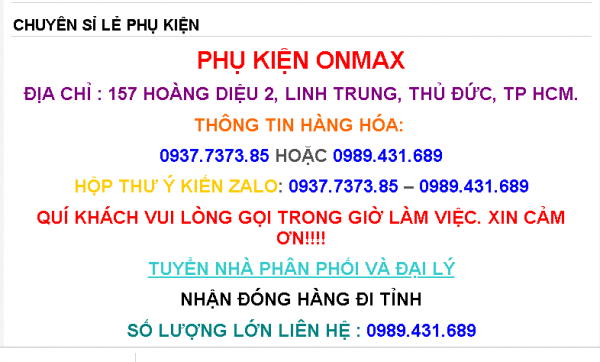 CHUYÊN SỈ LẺ PHỤ KIỆN
PHỤ KIỆN ONMAX
ĐỊA CHỈ : 157 HOÀNG DIỆU 2, LINH TRUNG, THỦ ĐỨC, TP HCM.
THÔNG TIN HÀNG HÓA:
0937.7373.85 HOẶC 0989.431.689
HỘP THƯ Ý KIẾN ZALO: 0937.7373.85 – 0989.431.689
QUÍ KHÁCH VUI LÒNG GỌI TRONG GIỜ LÀM VIỆC. XIN CẢM
ƠN!!!!
TUYỂN NHÀ PHÂN PHỐI VÀ ĐẠI LÝ
NHẬN ĐÓNG HÀNG ĐI TỈNH
SỐ LƯỢNG LỚN LIÊN HỆ : 0989.431.689